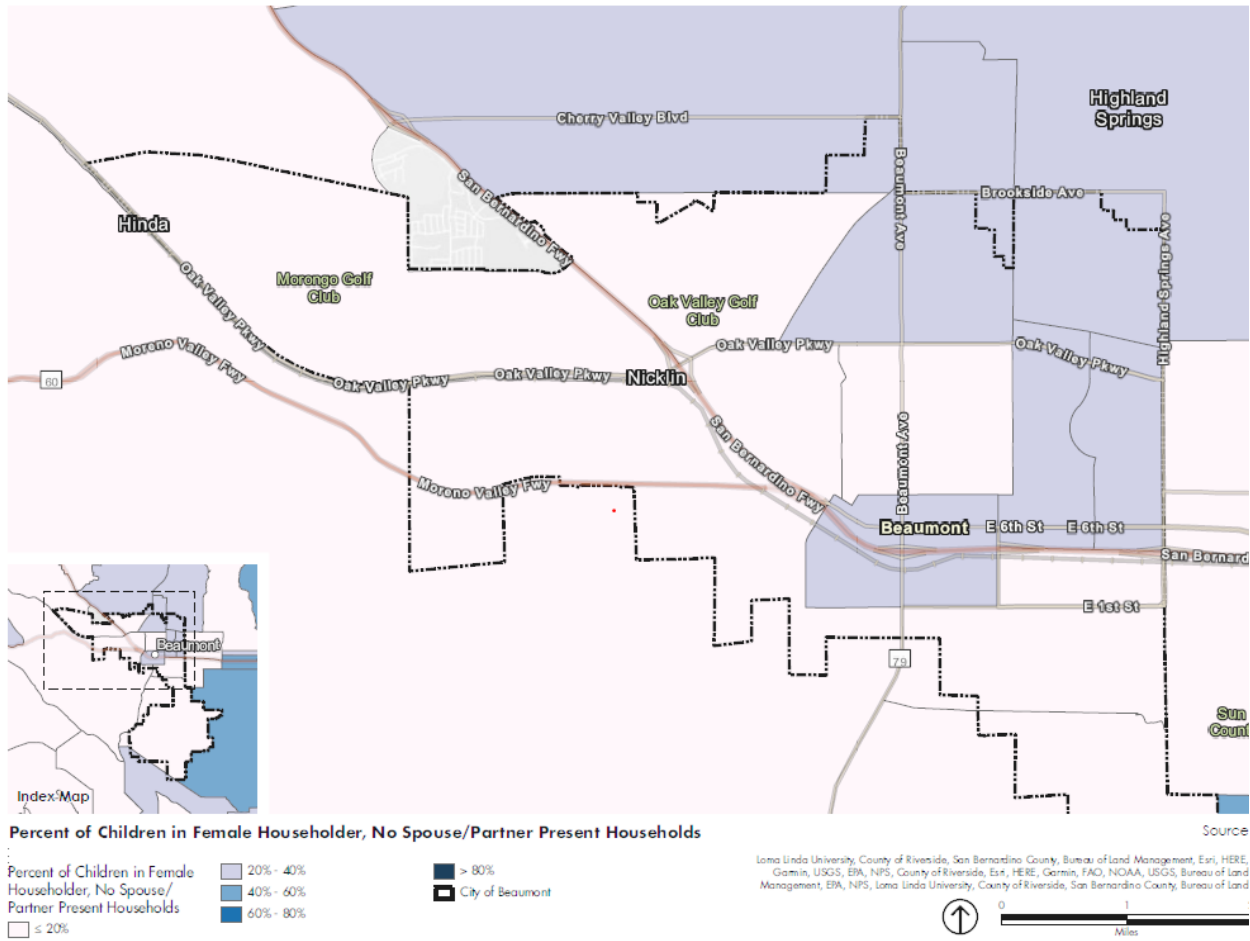 Cherry Valley Blvd
Highland
Springs
San Bernardino Fwy
Beaumont Ave
Brookside Ave
Hinda
Highland Springs Ave
Oak Valley Pkwy
Morongo Golf
Club
Oak Valley Golf
Club
Moreno Valley Fwy
Oak Valley Pkwy
Oak Valley Pkwy
60
Oak Valley Pkwy
Oak Valley Pkwy
Nicklin
Beaumont Ave
San Bernardino Fwy
Moreno Valley Fwy
Beaumont
E 6th St
E 6th St
San Bernard
E 1st St
79
Sun
Count
Beaumont
Index Map
Percent of Children in Female Householder, No Spouse/Partner Present Households
Source
:
Percent of Children in Female
Householder, No Spouse/
Partner Present Households
≤ 20%
20% - 40%
40% - 60%
60% - 80%
> 80%
City of Beaumont
Loma Linda University, County of Riverside, San Bernardino County, Bureau of Land Management, Esri, HERE,
Garmin, USGS, EPA, NPS, County of Riverside, Esri, HERE, Garmin, FAO, NOAA, USGS, Bureau of Land
Management, EPA, NPS, Loma Linda University, County of Riverside, San Bernardino County, Bureau of Land
0 1
Miles